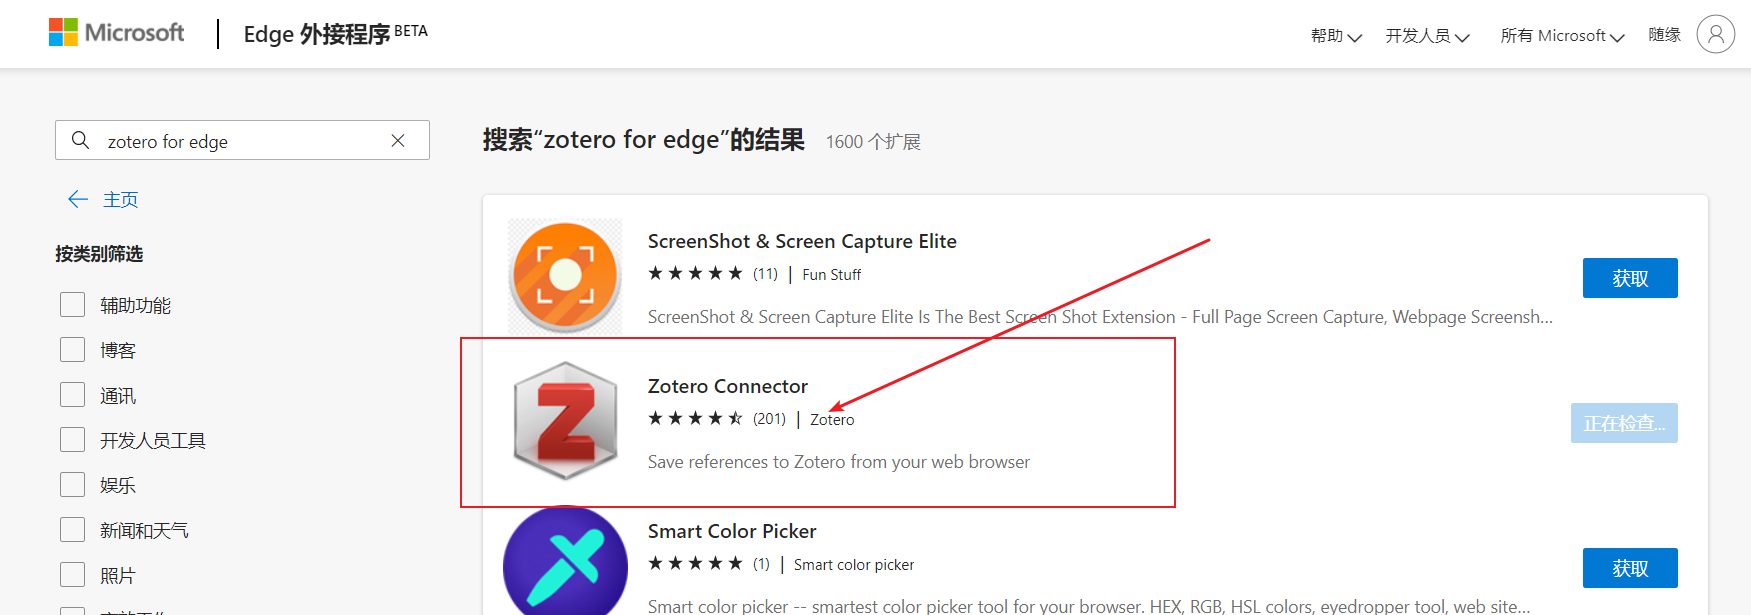 Microsoft
Edge 外接程序 BETA
帮助
开发人员
所有 Microsoft
随缘
zotero for edge
主页
按类别筛选
辅助功能
博客
通讯
开发人员工具
娱乐
新闻和天气
照片
搜索“zotero for edge”的结果 1600 个扩展
ScreenShot & Screen Capture Elite
(11) | Fun Stuff
ScreenShot & Screen Capture Elite Is The Best Screen Shot Extension - Full Page Screen Capture, Webpage Screensh...
获取
Zotero Connector
(201) | Zotero
Save references to Zotero from your web browser
正在检查...
Smart Color Picker
(1) | Smart color picker
Smart color picker -- smartest color picker tool for your browser. HEX, RGB, HSL colors, eyedropper tool, web site...
获取